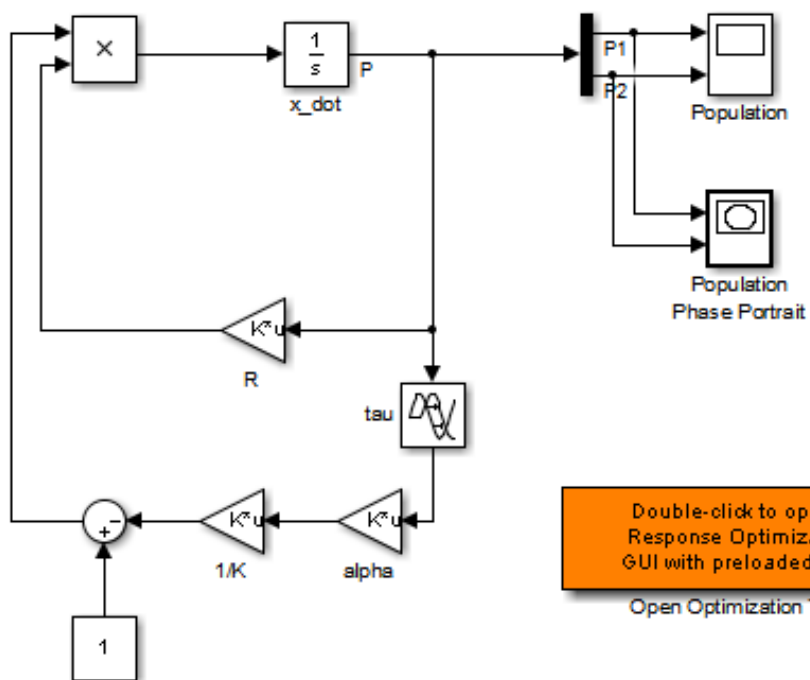 ×
1
s
x_dot
P
P1
P2
Population
Population
Phase Portrait
K*u
R
tau
K*u
1/K
K*u
alpha
-
+
1
Double-click to op
Response Optimiz
GUI with preloaded
Open Optimization